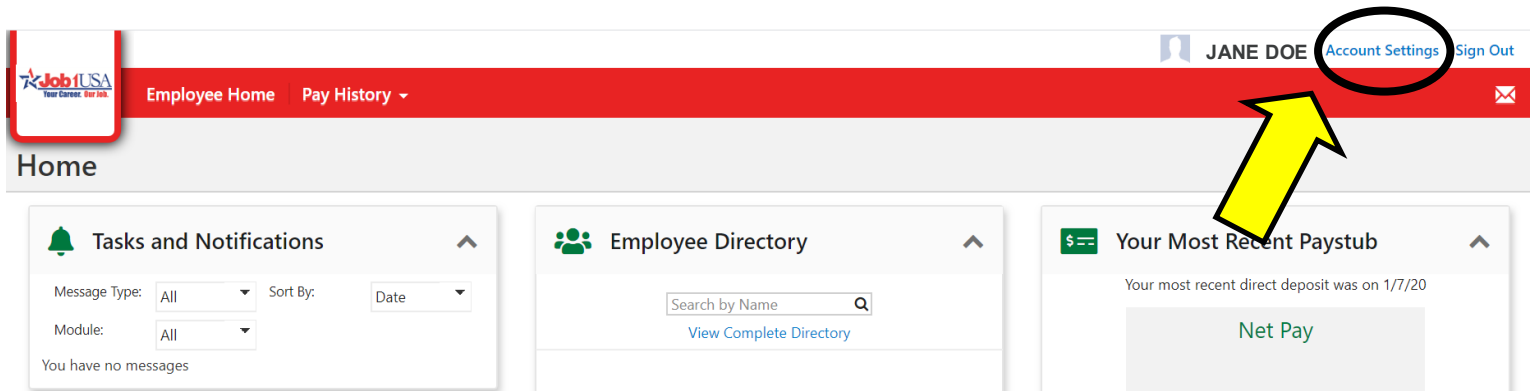 JANE DOE Account Settings Sign Out
Job1USA
Your Career. Our Job.
Employee Home Pay History
Home
Tasks and Notifications
Message Type: All Sort By: Date
Module: All
You have no messages
Employee Directory
Search by Name
View Complete Directory
Your Most Recent Paystub
Your most recent direct deposit was on 1/7/20
Net Pay